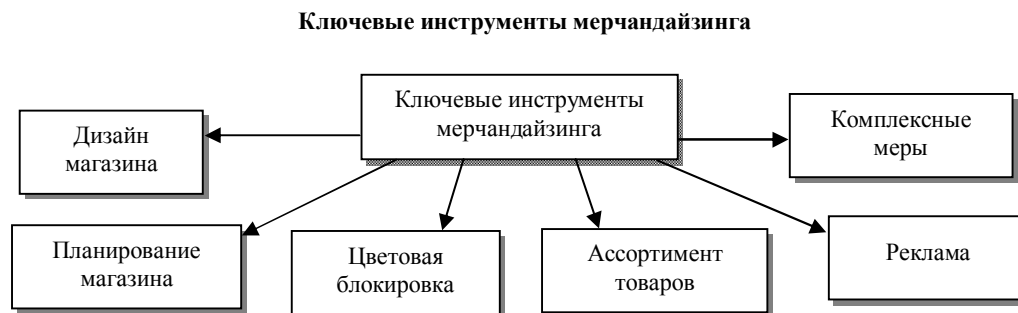 Ключевые инструменты мерчандайзинга
Ключевые инструменты
мерчандайзинга
Дизайн
магазина
Комплексные
меры
Планирование
магазина
Цветовая
блокировка
Ассортимент
товаров
Реклама